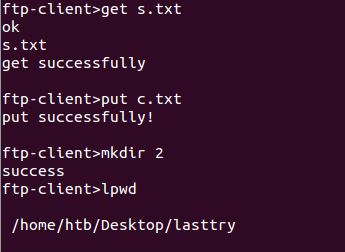 ftp-client>get s.txt
ok
s.txt
get successfully
ftp-client>put c.txt
put successfully!
ftp-client>mkdir 2
success
ftp-client>lpwd
/home/htb/Desktop/lasttry